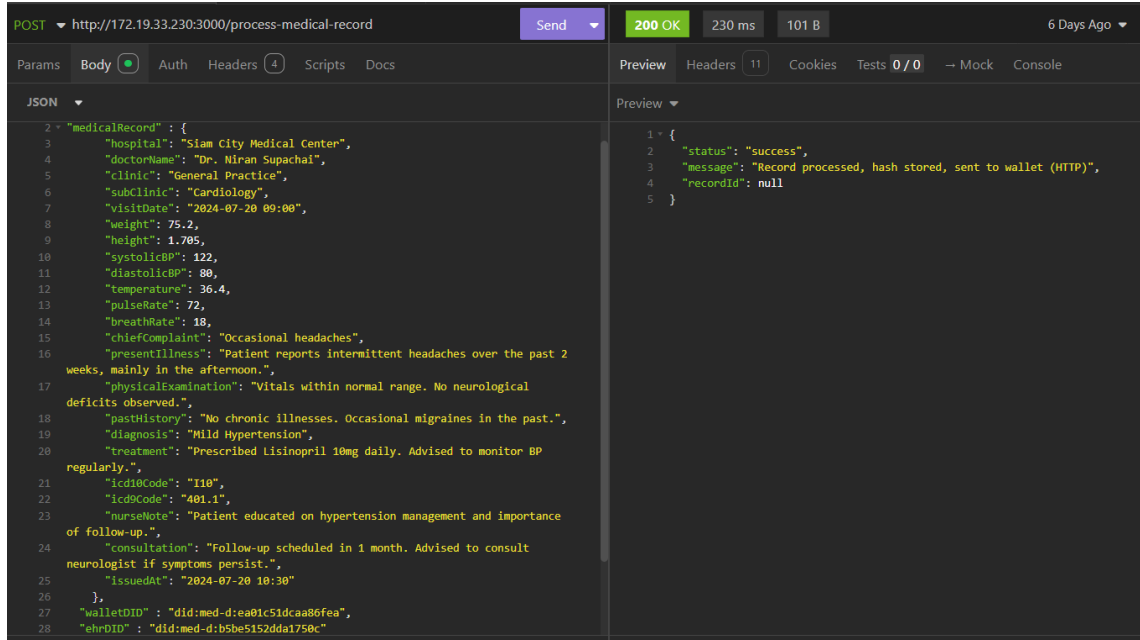 POST http://172.19.33.230:3000/process-medical-record Send 200 OK 230 ms 101 B 6 Days Ago
Params Body Auth Headers 4 Scripts Docs
Preview Headers 11 Cookies Tests 0 / 0 → Mock Console
JSON
Preview
2 "medicalRecord" : {
3 "hospital": "Siam City Medical Center",
4 "doctorName": "Dr. Niran Supachai",
5 "clinic": "General Practice",
6 "subClinic": "Cardiology",
7 "visitDate": "2024-07-20 09:00",
8 "weight": 75.2,
9 "height": 1.705,
10 "systolicBP": 122,
11 "diastolicBP": 80,
12 "temperature": 36.4,
13 "pulseRate": 72,
14 "breathRate": 18,
15 "chiefComplaint": "Occasional headaches",
16 "presentIllness": "Patient reports intermittent headaches over the past 2
weeks, mainly in the afternoon.",
17 "physicalExamination": "Vitals within normal range. No neurological
deficits observed.",
18 "pastHistory": "No chronic illnesses. Occasional migraines in the past.",
19 "diagnosis": "Mild Hypertension",
20 "treatment": "Prescribed Lisinopril 10mg daily. Advised to monitor BP
regularly.",
21 "icd10Code": "I10",
22 "icd9Code": "401.1",
23 "nurseNote": "Patient educated on hypertension management and importance
of follow-up.",
24 "consultation": "Follow-up scheduled in 1 month. Advised to consult
neurologist if symptoms persist.",
25 "issuedAt": "2024-07-20 10:30"
26 },
27 "walletDID" : "did:med-d:ea01c51dcaa86fea",
28 "ehrDID" : "did:med-d:b5be5152dda1750c"
1 {
2 "status": "success",
3 "message": "Record processed, hash stored, sent to wallet (HTTP)",
4 "recordId": null
5 }